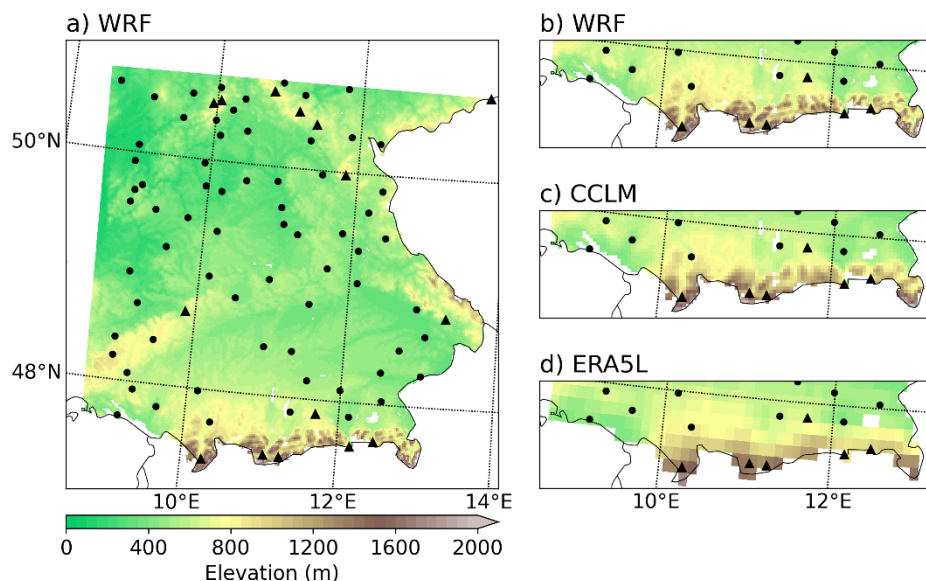 a) WRF
b) WRF
50°N
c) CCLM
48°N
d) ERA5L
10°E 12°E 14°E
10°E 12°E
0 400 800 1200 1600 2000
Elevation (m)